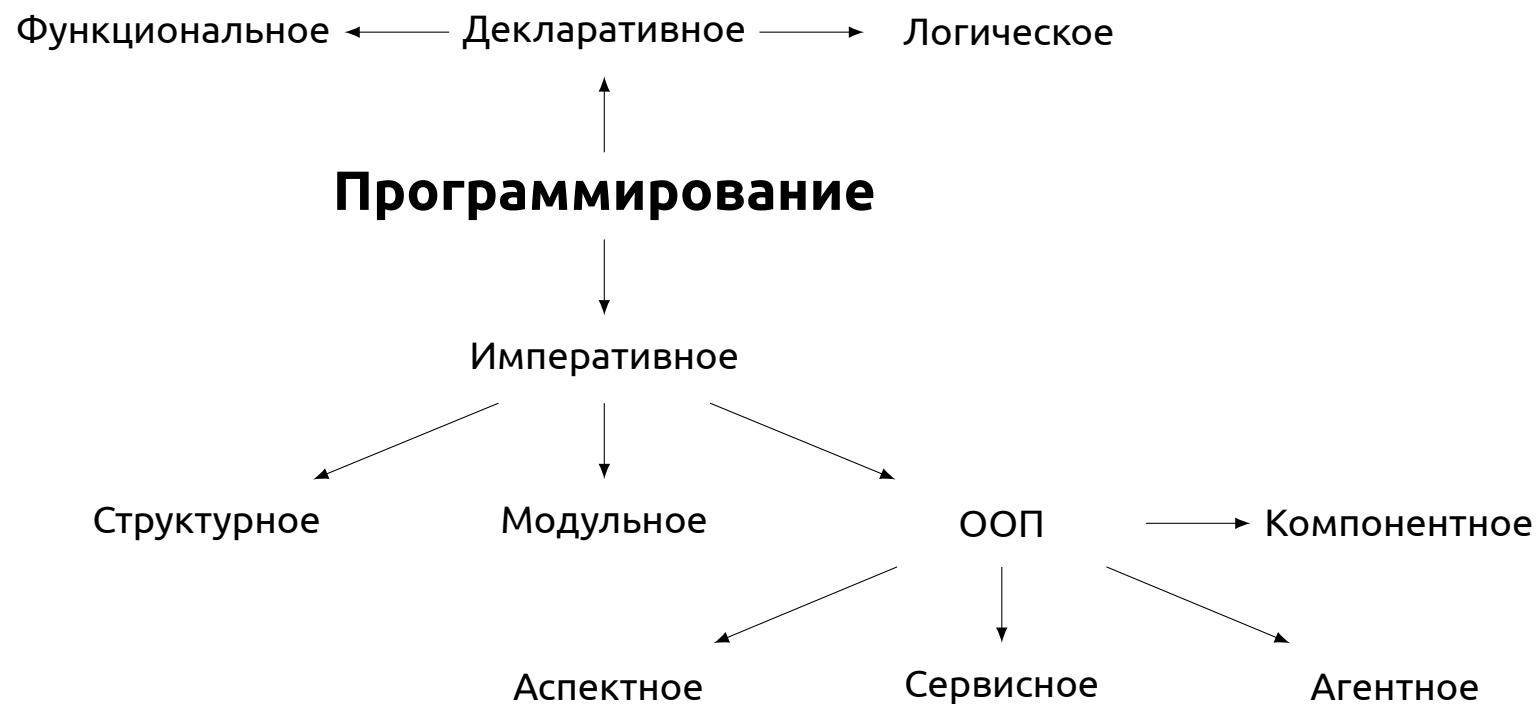 Функциональное Декларативное Логическое
Программирование
Императивное
Структурное Модульное ООП Компонентное
Аспектное Сервисное Агентное